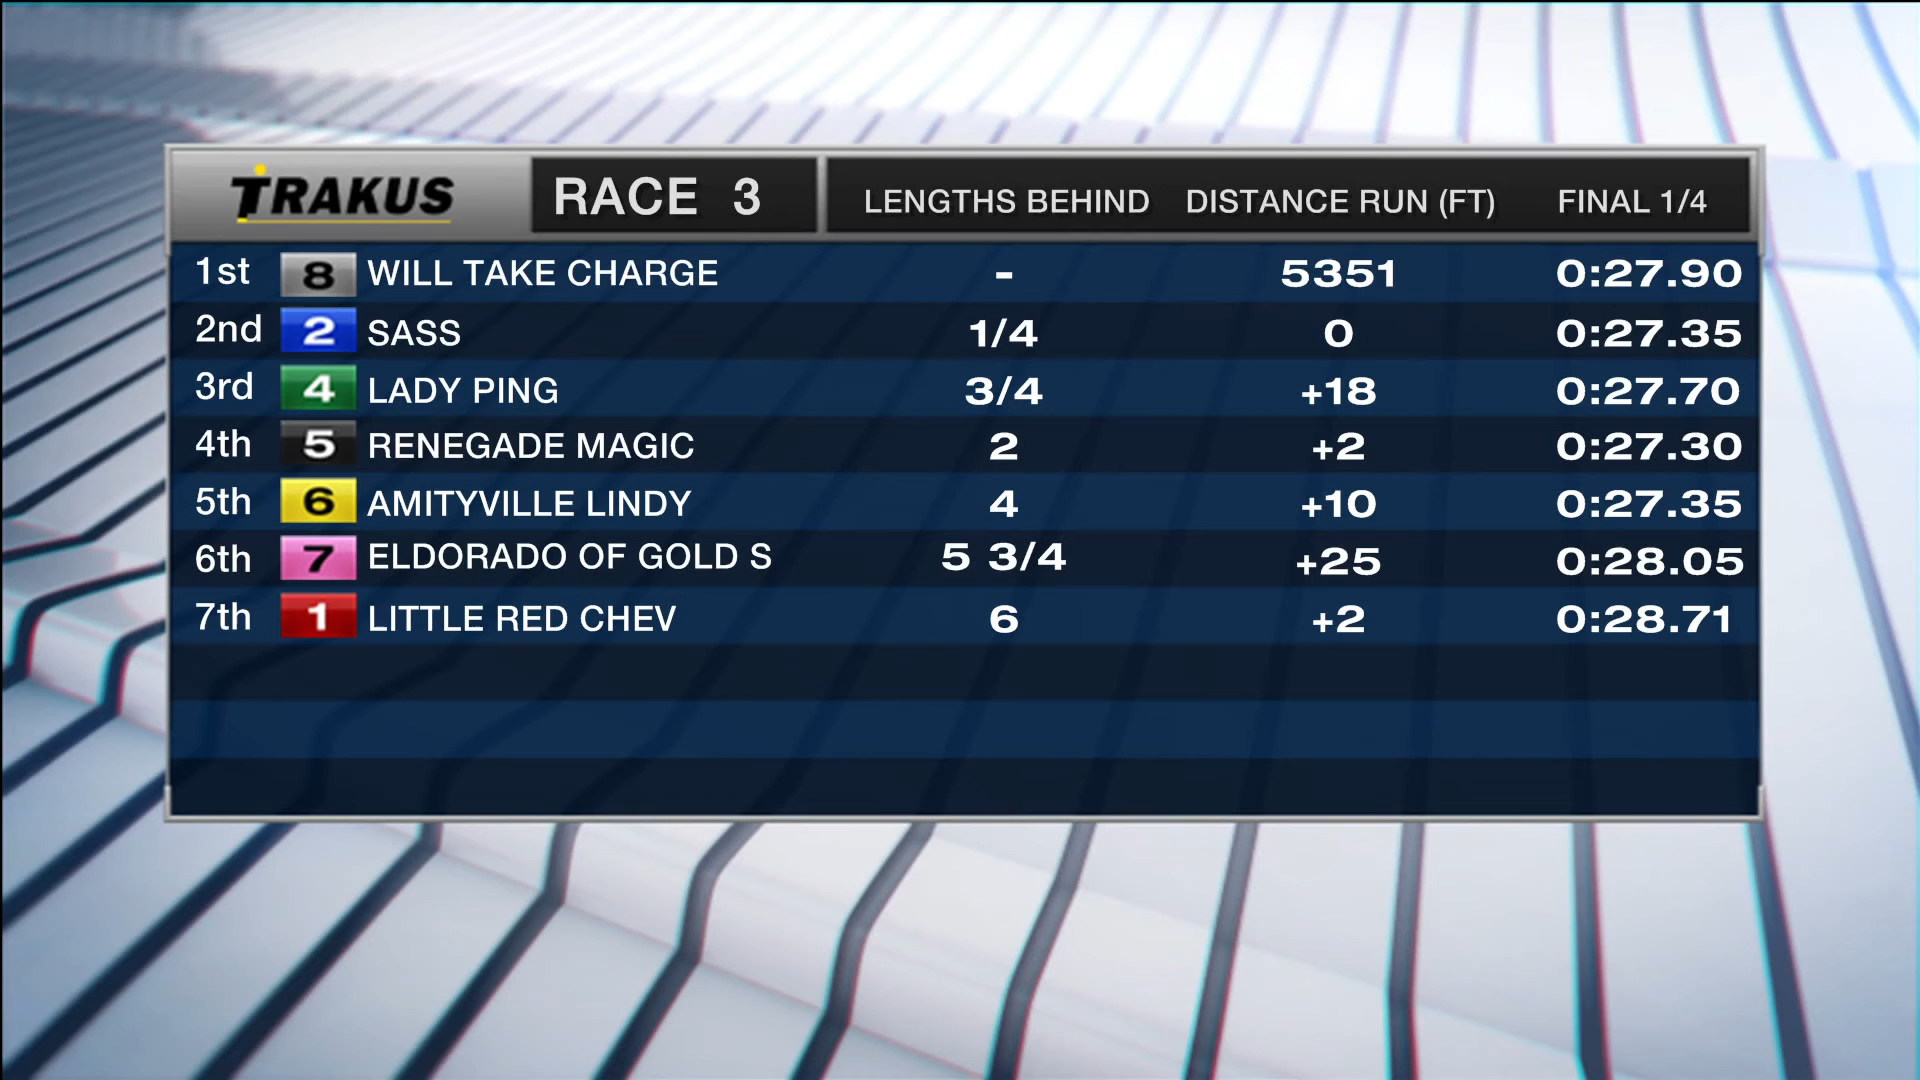 TRAKUS RACE 3 LENGTHS BEHIND DISTANCE RUN (FT) FINAL 1/4
1st 8 WILL TAKE CHARGE - 5351 0:27.90
2nd 2 SASS 1/4 0 0:27.35
3rd 4 LADY PING 3/4 +18 0:27.70
4th 5 RENEGADE MAGIC 2 +2 0:27.30
5th 6 AMITYVILLE LINDY 4 +10 0:27.35
6th 7 ELDORADO OF GOLD S 5 3/4 +25 0:28.05
7th 1 LITTLE RED CHEV 6 +2 0:28.71